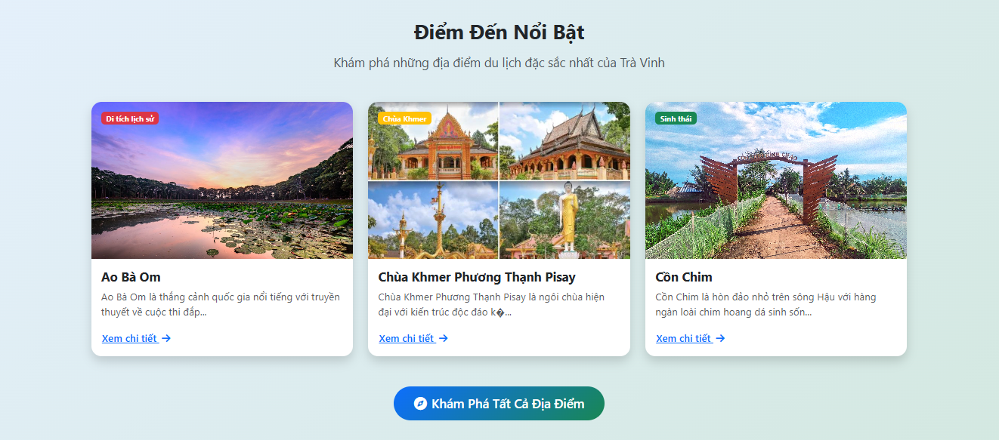 Điểm Đến Nổi Bật
Khám phá những địa điểm du lịch đặc sắc nhất của Trà Vinh
Di tích lịch sử
Chùa Khmer
Sinh thái
Ao Bà Om
Ao Bà Om là thắng cảnh quốc gia nổi tiếng với truyền
thuyết về cuộc thi đắp...
Xem chi tiết →
Chùa Khmer Phương Thạnh Pisay
Chùa Khmer Phương Thạnh Pisay là ngôi chùa hiện
đại với kiến trúc độc đáo k�...
Xem chi tiết →
Cồn Chim
Cồn Chim là hòn đảo nhỏ trên sông Hậu với hàng
ngàn loài chim hoang dá sinh sốn...
Xem chi tiết →
Khám Phá Tất Cả Địa Điểm